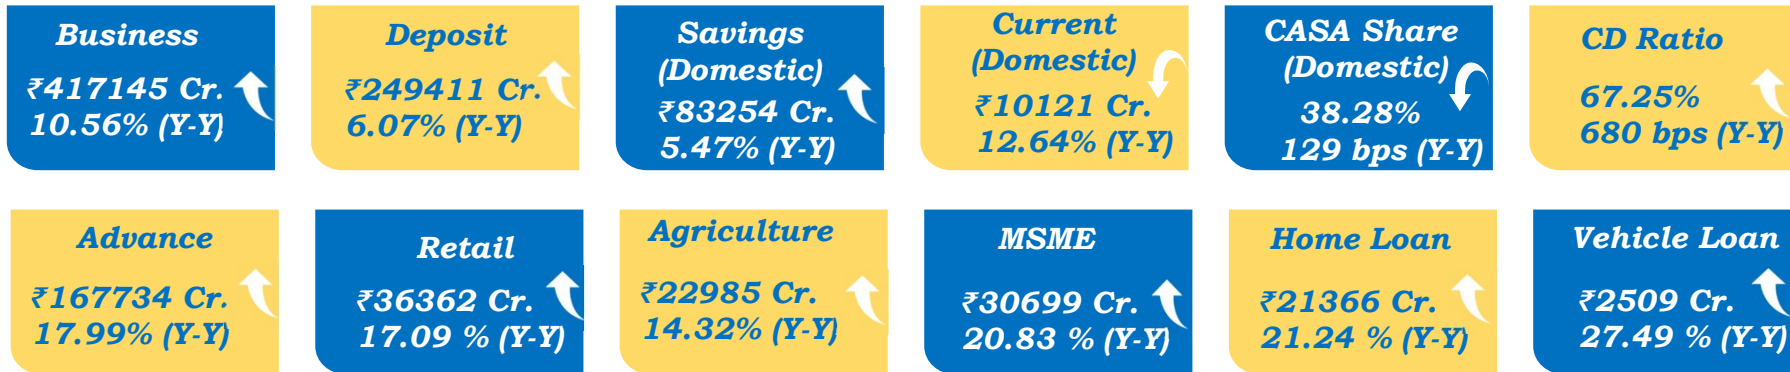 Business
₹417145 Cr.
10.56% (Y-Y)
Deposit
₹249411 Cr.
6.07% (Y-Y)
Savings
(Domestic)
₹83254 Cr.
5.47% (Y-Y)
Current
(Domestic)
₹10121 Cr.
12.64% (Y-Y)
CASA Share
(Domestic)
38.28%
129 bps (Y-Y)
CD Ratio
67.25%
680 bps (Y-Y)
Advance
₹167734 Cr.
17.99% (Y-Y)
Retail
₹36362 Cr.
17.09 % (Y-Y)
Agriculture
₹22985 Cr.
14.32% (Y-Y)
MSME
₹30699 Cr.
20.83 % (Y-Y)
Home Loan
₹21366 Cr.
21.24 % (Y-Y)
Vehicle Loan
₹2509 Cr.
27.49 % (Y-Y)